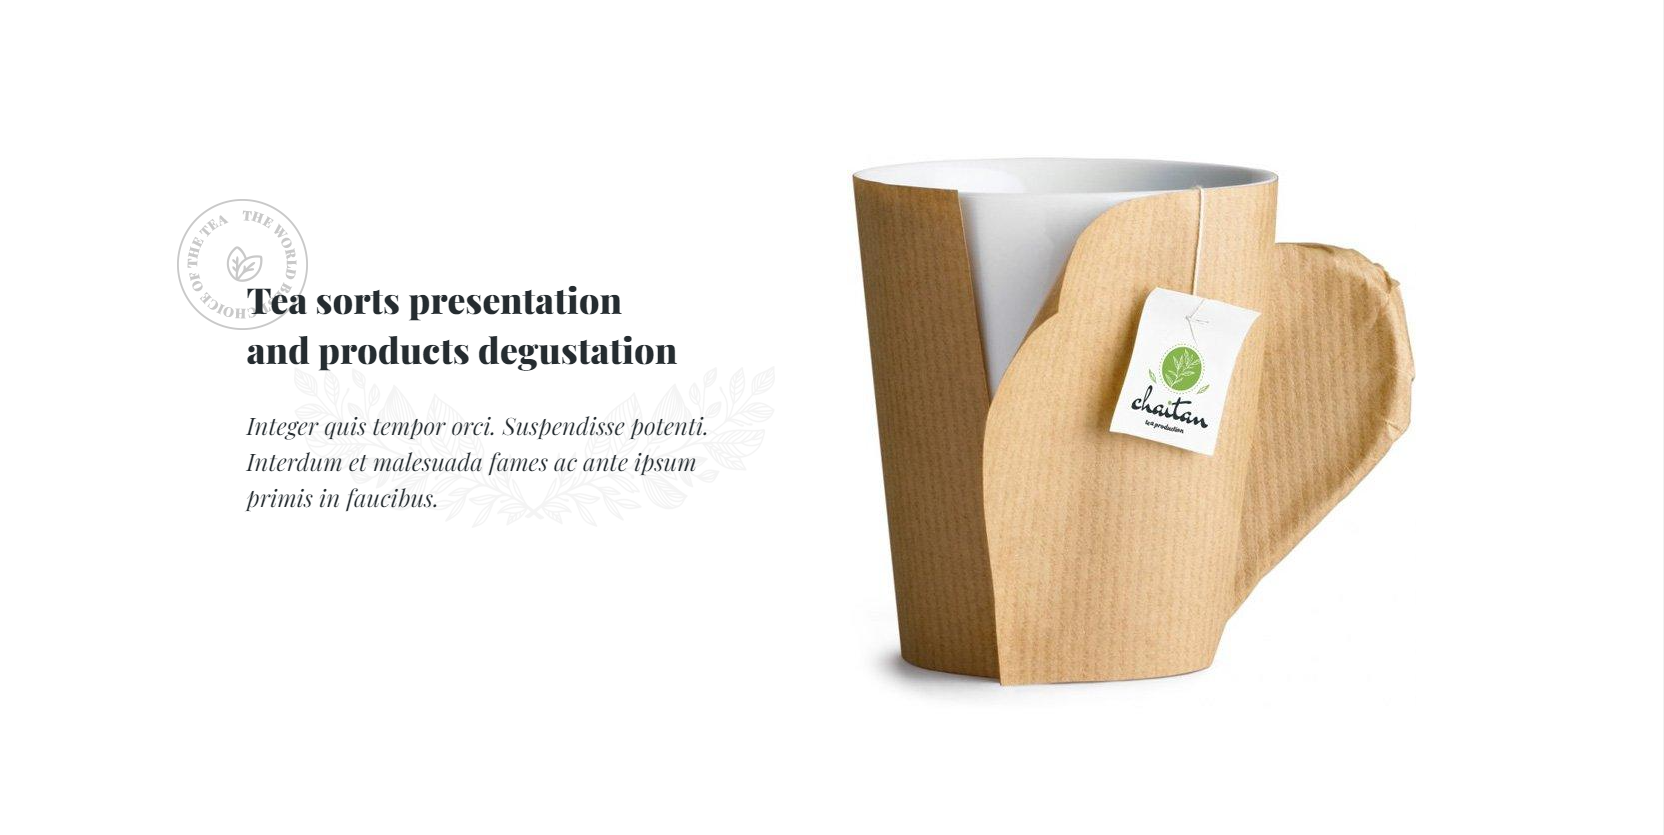 THE WORLD BEST CHOICE OF THE TEA
Tea sorts presentation
and products degustation
Integer quis tempor orci. Suspendisse potenti.
Interdum et malesuada fames ac ante ipsum
primis in faucibus.
chaitan
tea production